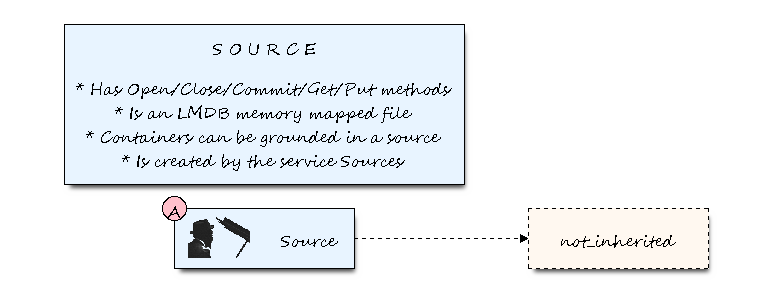 SOURCE
* Has Open/Close/Commit/Get/Put methods
* Is an LMDB memory mapped file
* Containers can be grounded in a source
* Is created by the service Sources
A
Source
not_inherited